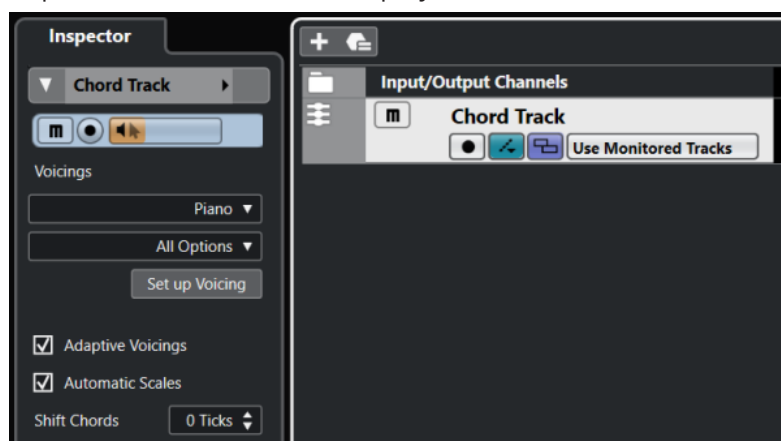 Inspector
Chord Track
m
Voicings
Piano
All Options
Set up Voicing
Adaptive Voicings
Automatic Scales
Shift Chords 0 Ticks
Input/Output Channels
m Chord Track
Use Monitored Tracks